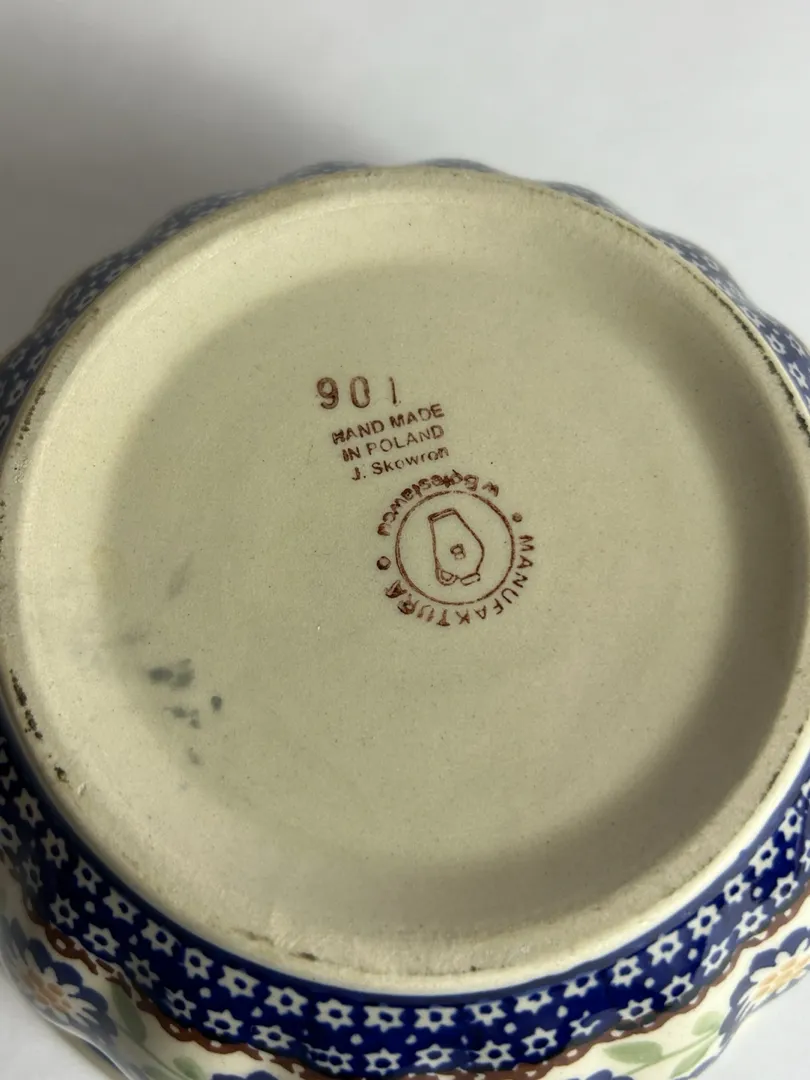 901
HAND MADE
IN POLAND
J. Skowron
w Bolesławcu
MANUFAKTURA
B